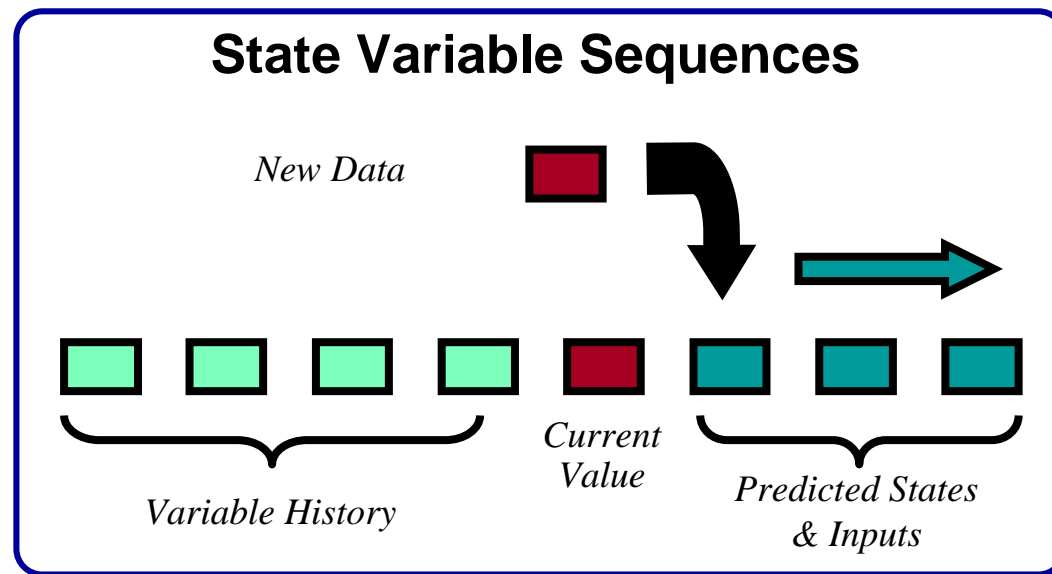 State Variable Sequences
New Data
Current
Value
Variable History
Predicted States
& Inputs